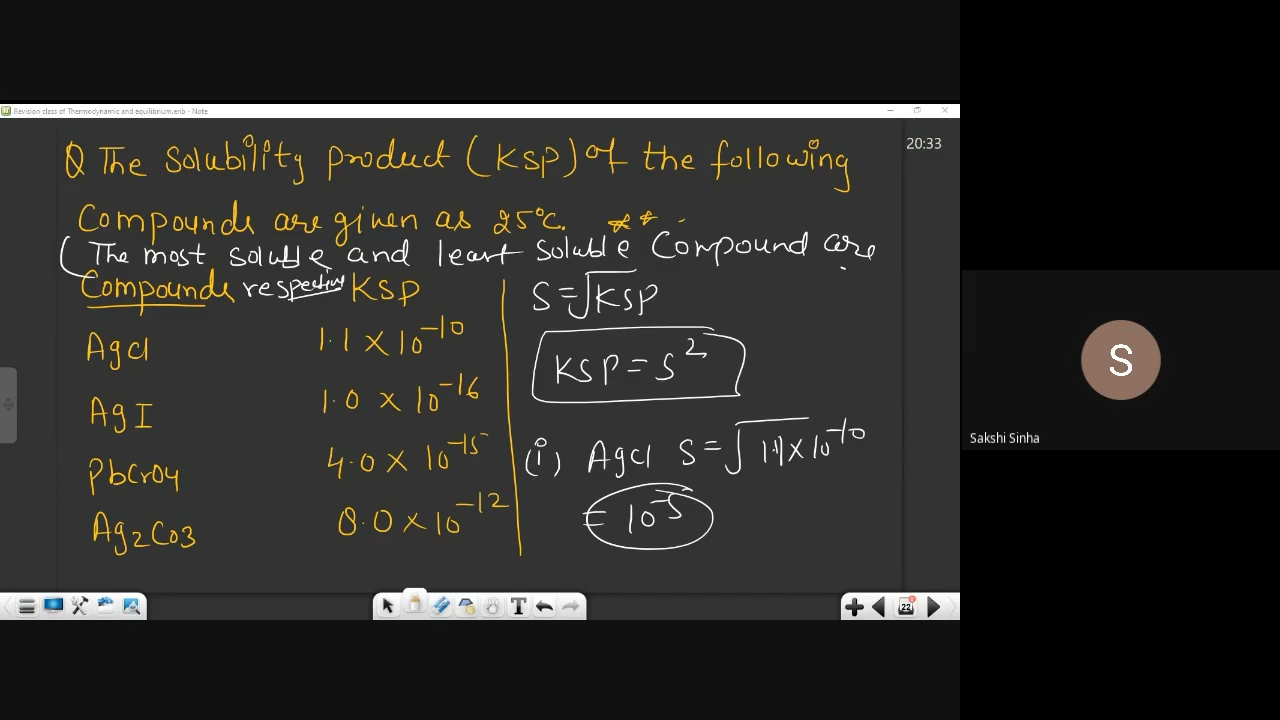 Revision class of Thermodynamic and equilibrium.enb - Note
20:33
Q The Solubility product (KSP) of the following
Compounds are given as 25°C. ** -
(The most soluble and least soluble Compound are
Compounds respective KSP
AgCl 1.1 × 10⁻¹⁰
AgI 1.0 × 10⁻¹⁶
PbCrO4 4.0 × 10⁻¹⁵
Ag2CO3 8.0 × 10⁻¹²
S = √KSP
KSP = S²
(i) AgCl S = √1.1 × 10⁻¹⁰
= 10⁻⁵
T
22
S
Sakshi Sinha